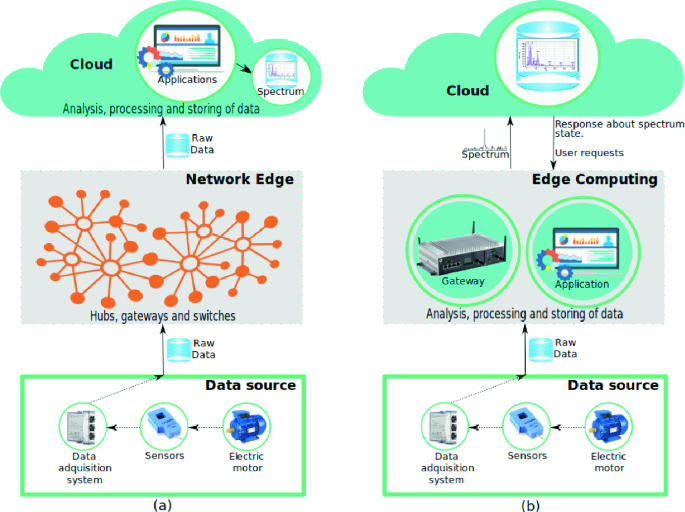 Cloud
Applications
Spectrum
Analysis, processing and storing of data
Raw
Data
Network Edge
Hubs, gateways and switches
Raw
Data
Data source
Data
adquisition
system
Sensors
Electric
motor
(a)
Cloud
Spectrum
Response about spectrum
state.
User requests
Edge Computing
Gateway
Application
Analysis, processing and storing of data
Raw
Data
Data source
Data
adquisition
system
Sensors
Electric
motor
(b)